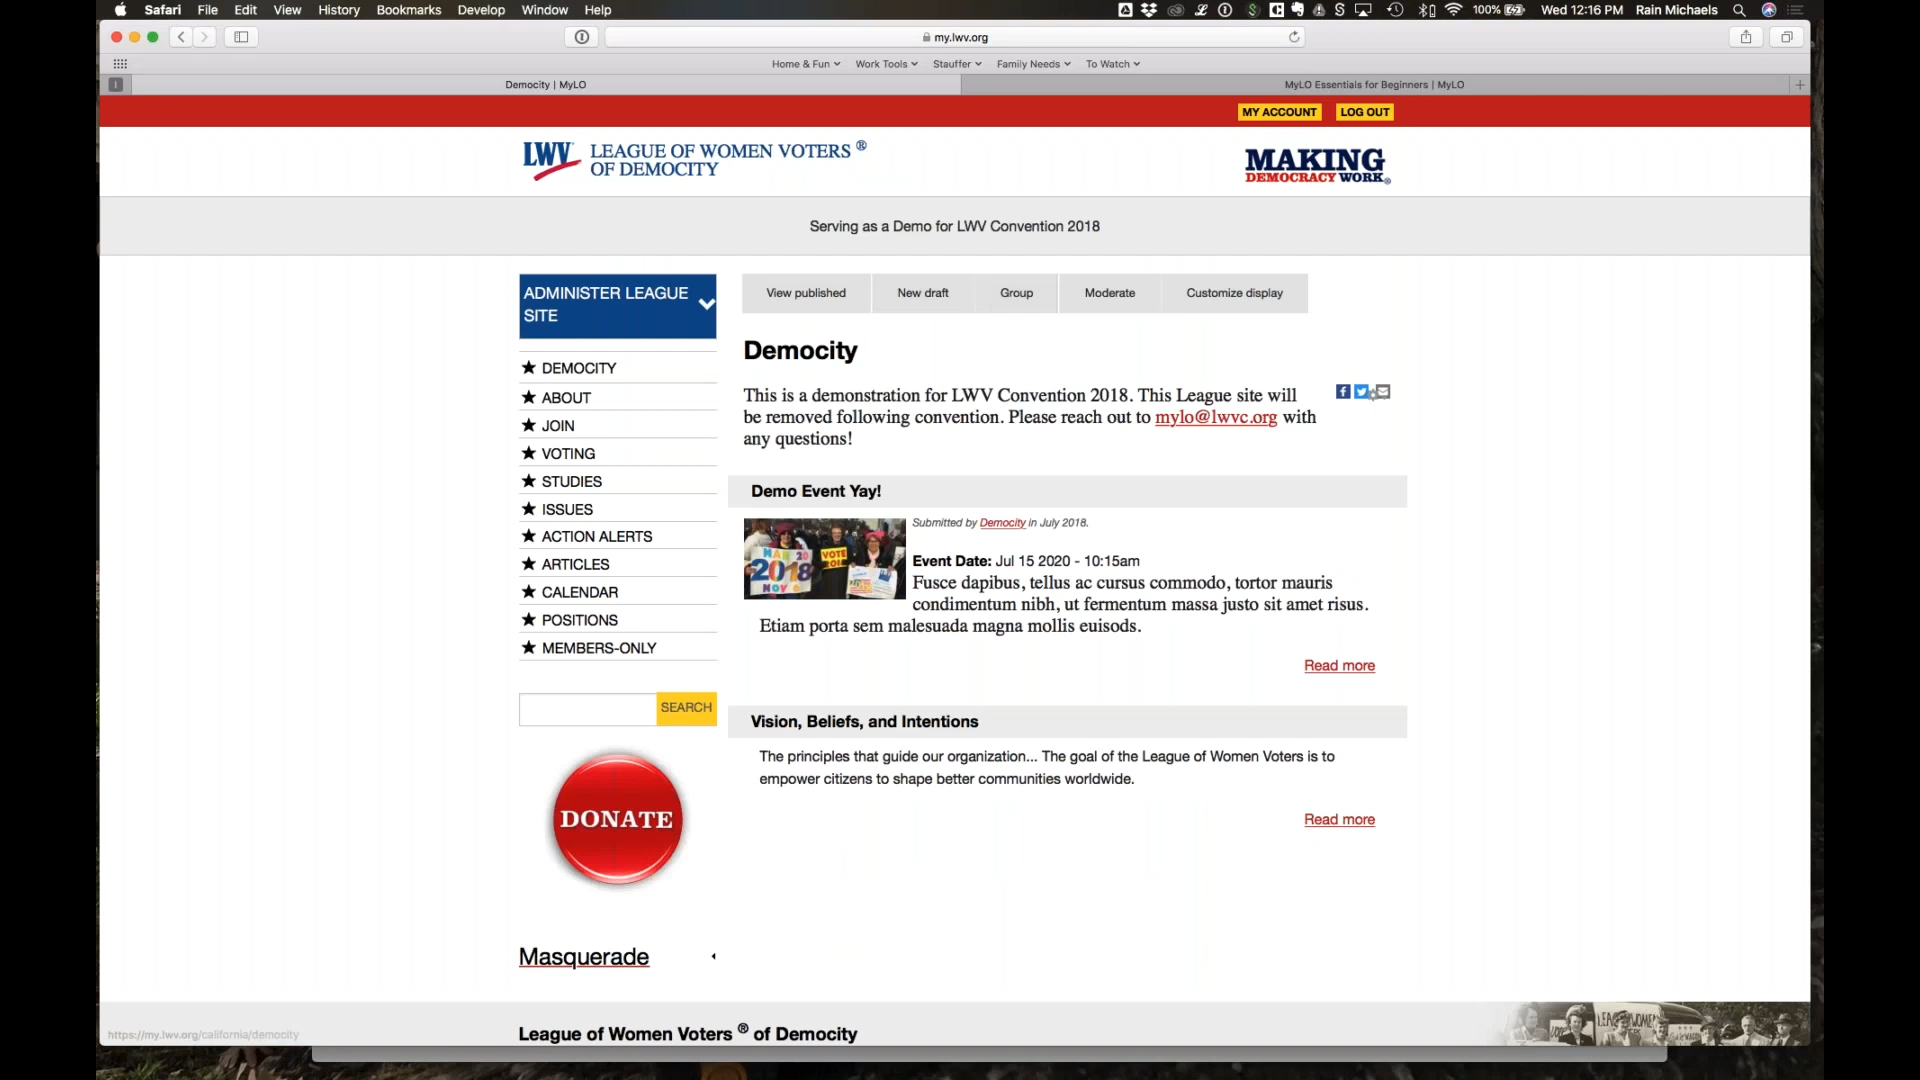 Safari File Edit View History Bookmarks Develop Window Help
100% Wed 12:16 PM Rain Michaels
my.lwv.org
Home & Fun Work Tools Stauffer Family Needs To Watch
Democity | MyLO MyLO Essentials for Beginners | MyLO
MY ACCOUNT LOG OUT
LWV LEAGUE OF WOMEN VOTERS ®
OF DEMOCITY
MAKING
DEMOCRACY WORK®
Serving as a Demo for LWV Convention 2018
ADMINISTER LEAGUE
SITE
DEMOCITY
ABOUT
JOIN
VOTING
STUDIES
ISSUES
ACTION ALERTS
ARTICLES
CALENDAR
POSITIONS
MEMBERS-ONLY
SEARCH
DONATE
Masquerade
View published New draft Group Moderate Customize display
Democity
This is a demonstration for LWV Convention 2018. This League site will
be removed following convention. Please reach out to mylo@lwvc.org with
any questions!
Demo Event Yay!
2018
NOV 6
VOTE
Submitted by Democity in July 2018.
Event Date: Jul 15 2020 - 10:15am
Fusce dapibus, tellus ac cursus commodo, tortor mauris
condimentum nibh, ut fermentum massa justo sit amet risus.
Etiam porta sem malesuada magna mollis euisods.
Read more
Vision, Beliefs, and Intentions
The principles that guide our organization... The goal of the League of Women Voters is to
empower citizens to shape better communities worldwide.
Read more
https://my.lwv.org/california/democity
League of Women Voters ® of Democity